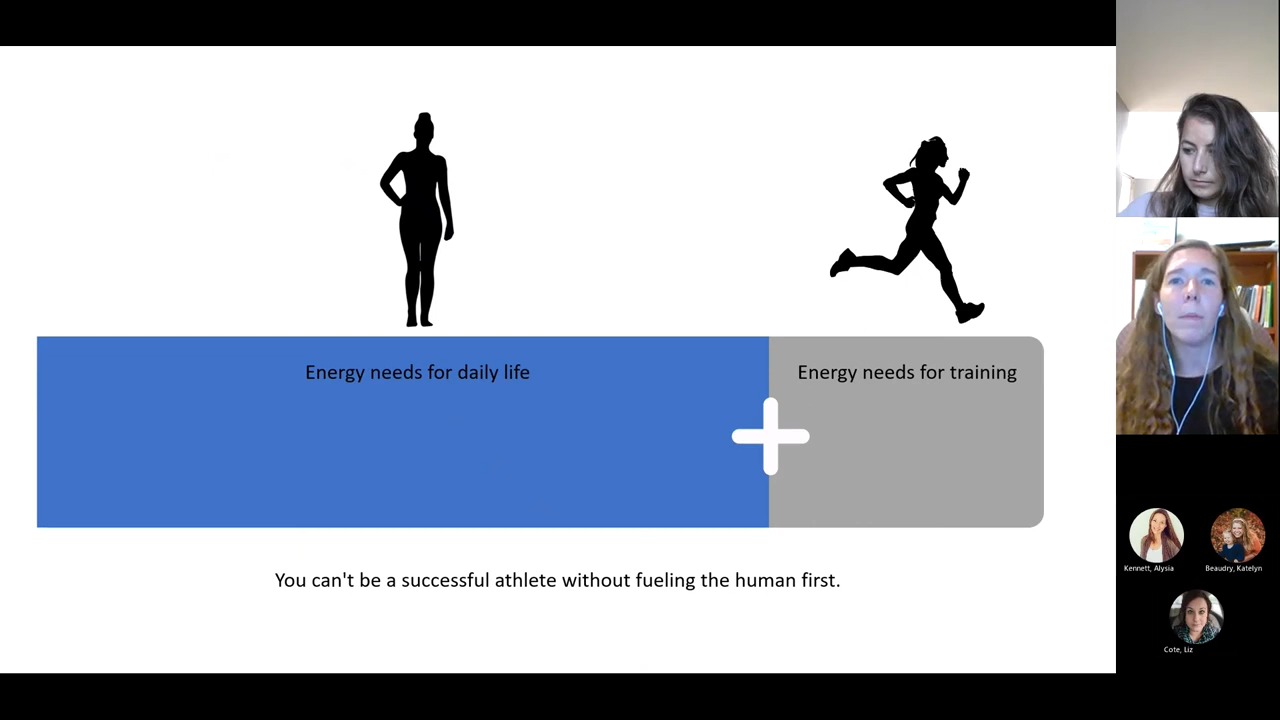 Energy needs for daily life
Energy needs for training
You can't be a successful athlete without fueling the human first.
Kennett, Alysia
Beaudry, Katelyn
Cote, Liz